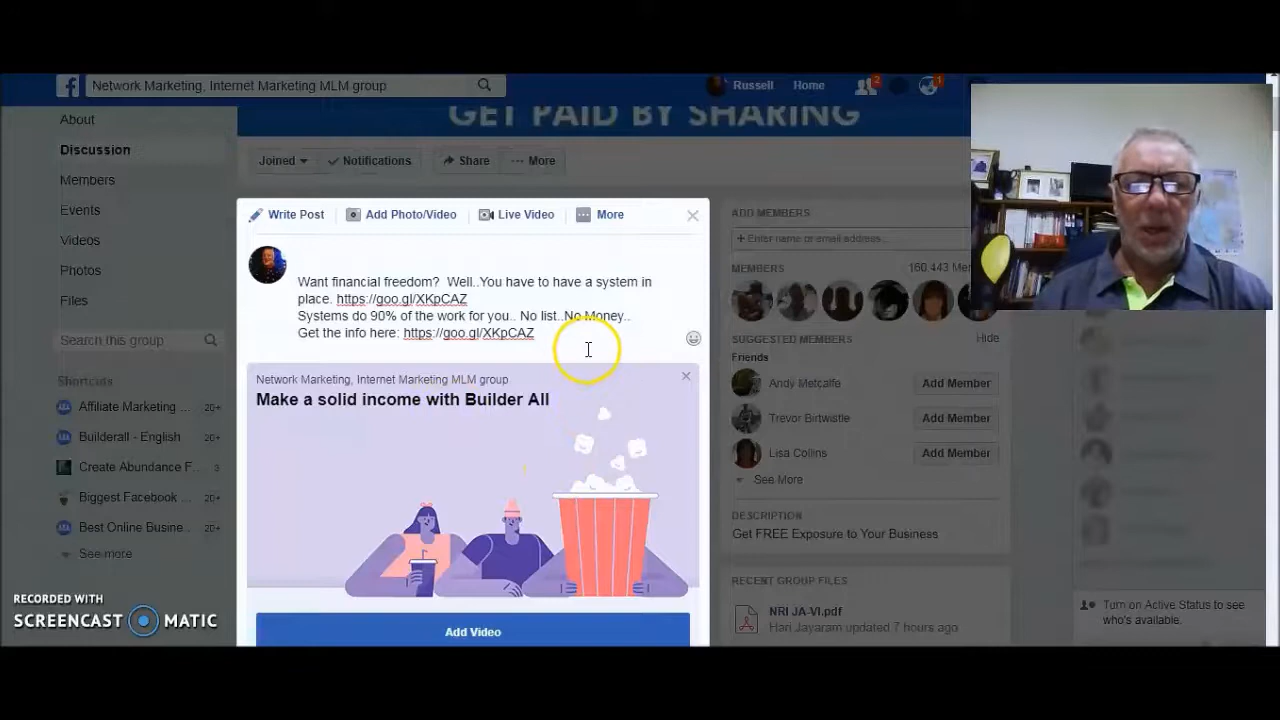 Network Marketing, Internet Marketing MLM group
Russell
Home
2
1
GET PAID BY SHARING
About
Discussion
Members
Events
Videos
Photos
Files
Search this group
Shortcuts
Affiliate Marketing ... 20+
Builderall - English 20+
Create Abundance F... 3
Biggest Facebook ... 20+
Best Online Busine.. 20+
See more
Joined
Notifications
Share
More
Write Post
Add Photo/Video
Live Video
More
Want financial freedom? Well..You have to have a system in
place. https://goo.gl/XKpCAZ
Systems do 90% of the work for you.. No list..No Money..
Get the info here: https://goo.gl/XKpCAZ
Network Marketing, Internet Marketing MLM group
Make a solid income with Builder All
Add Video
ADD MEMBERS
+ Enter name or email address...
MEMBERS
160,443
SUGGESTED MEMBERS
Hide
Friends
Andy Metcalfe
Add Member
Trevor Birtwistle
Add Member
Lisa Collins
Add Member
See More
DESCRIPTION
Get FREE Exposure to Your Business
RECENT GROUP FILES
NRI JA-VI.pdf
Hari Jayaram updated 7 hours ago
Turn on Active Status to see
who's available.
RECORDED WITH
SCREENCAST MATIC